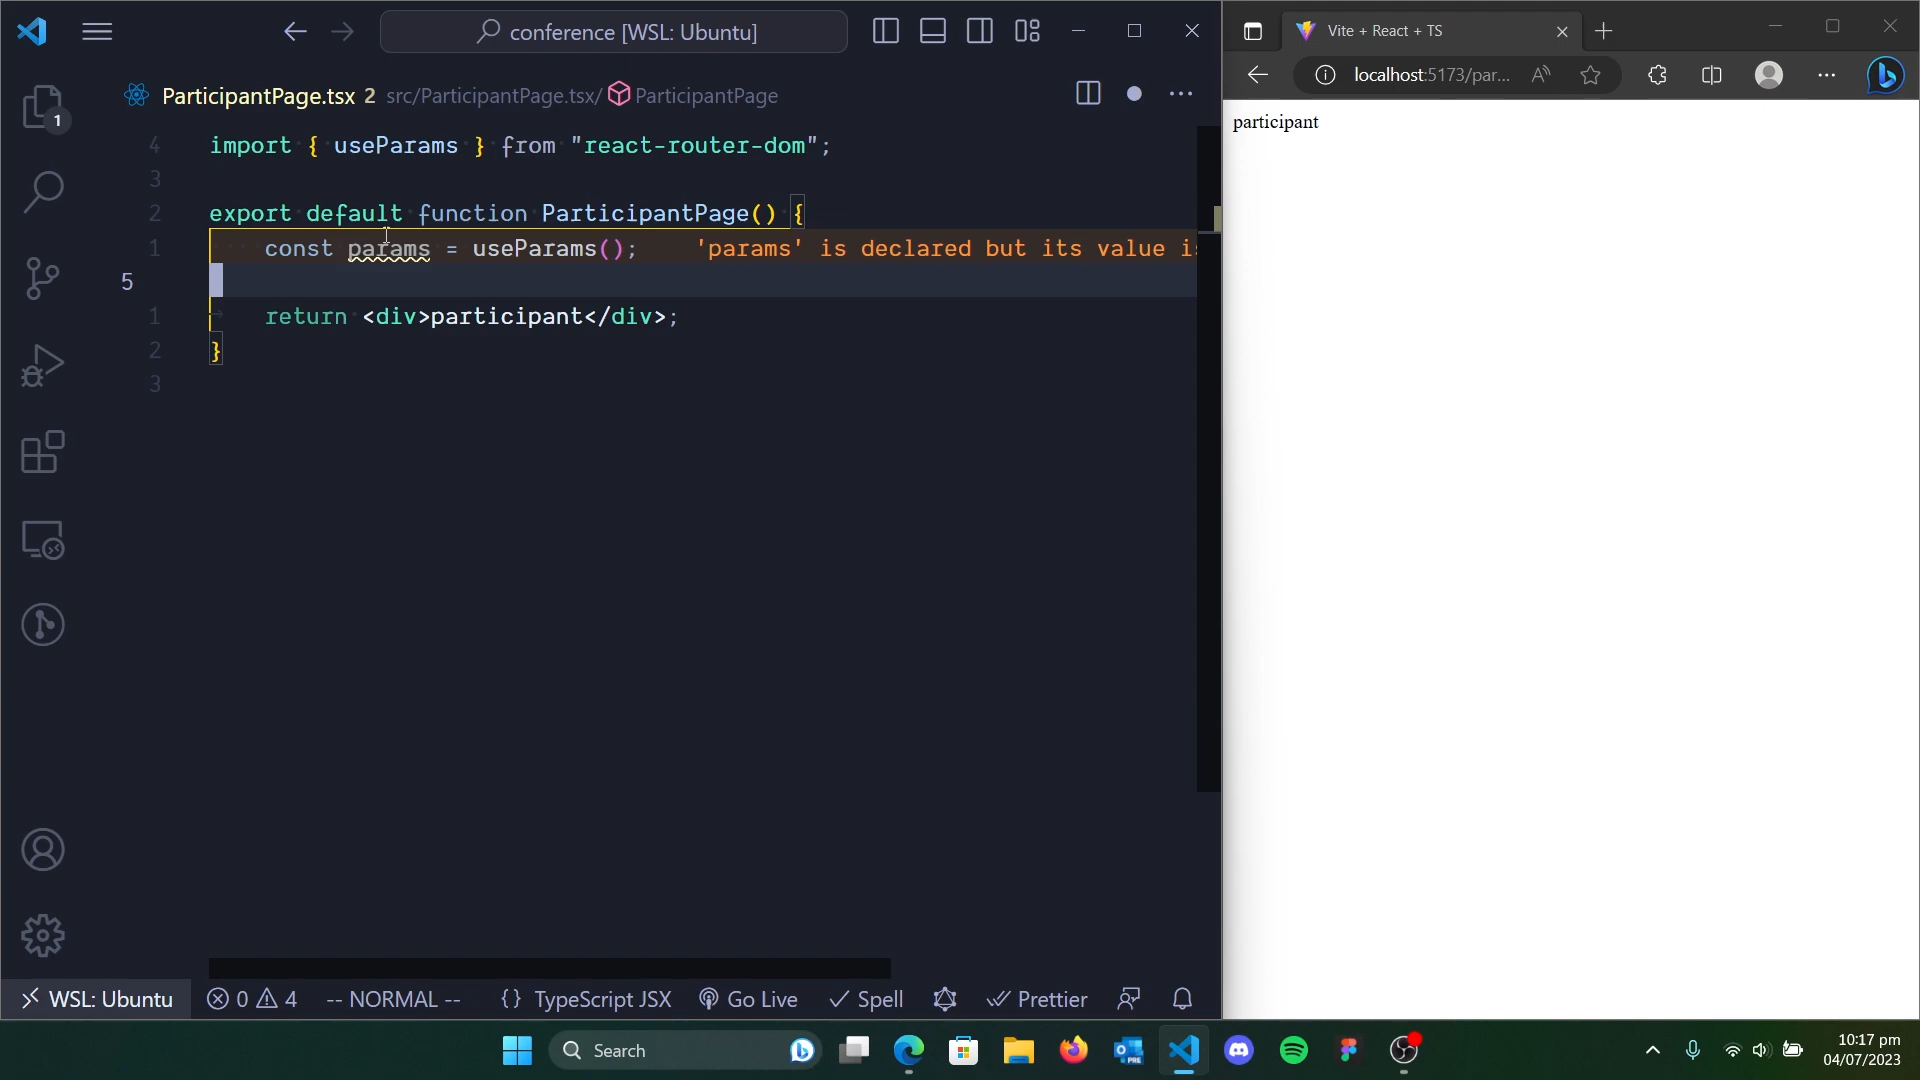 conference [WSL: Ubuntu]
ParticipantPage.tsx 2 src/ParticipantPage.tsx/ ParticipantPage
1
4 import { useParams } from "react-router-dom";
3
2 export default function ParticipantPage() {
1 const params = useParams(); 'params' is declared but its value is
5
1 return <div>participant</div>;
2 }
3
WSL: Ubuntu 0 4 -- NORMAL -- {} TypeScript JSX Go Live Spell Prettier
Vite + React + TS
localhost:5173/par...
participant
Search
PRE
10:17 pm
04/07/2023